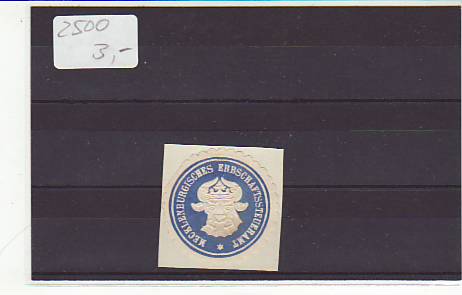 2500
3,-
MECKLENBURGISCHES ERBSCHAFTSSTEUERAMT *